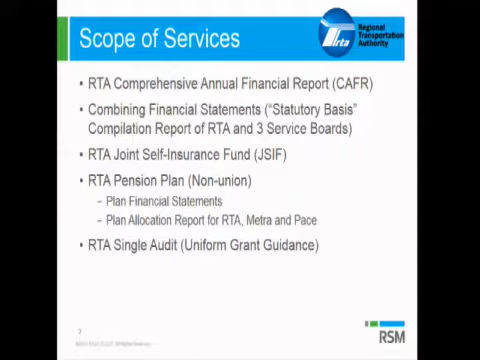 Scope of Services
rta
Regional
Transportation
Authority
• RTA Comprehensive Annual Financial Report (CAFR)
• Combining Financial Statements (“Statutory Basis”
Compilation Report of RTA and 3 Service Boards)
• RTA Joint Self-Insurance Fund (JSIF)
• RTA Pension Plan (Non-union)
– Plan Financial Statements
– Plan Allocation Report for RTA, Metra and Pace
• RTA Single Audit (Uniform Grant Guidance)
RSM